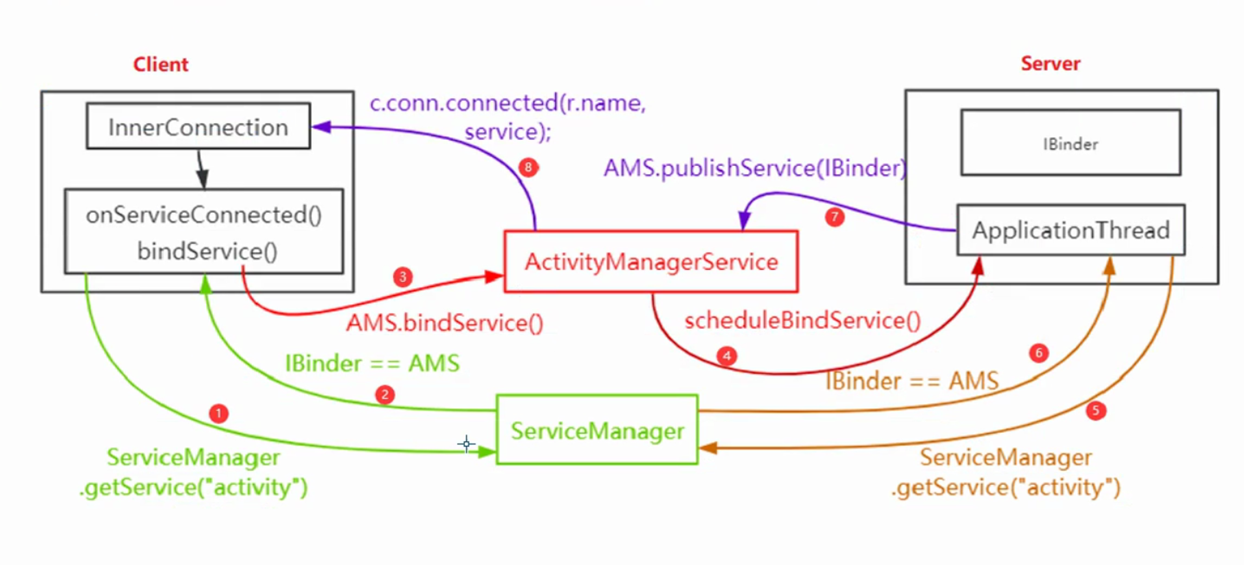 Client
Server
InnerConnection
c.conn.connected(r.name,
service);
8
IBinder
AMS.publishService(IBinder)
7
onServiceConnected()
bindService()
ApplicationThread
ActivityManagerService
3
AMS.bindService()
scheduleBindService()
4
6
IBinder == AMS
IBinder == AMS
2
1
5
ServiceManager
ServiceManager
.getService("activity")
ServiceManager
.getService("activity")